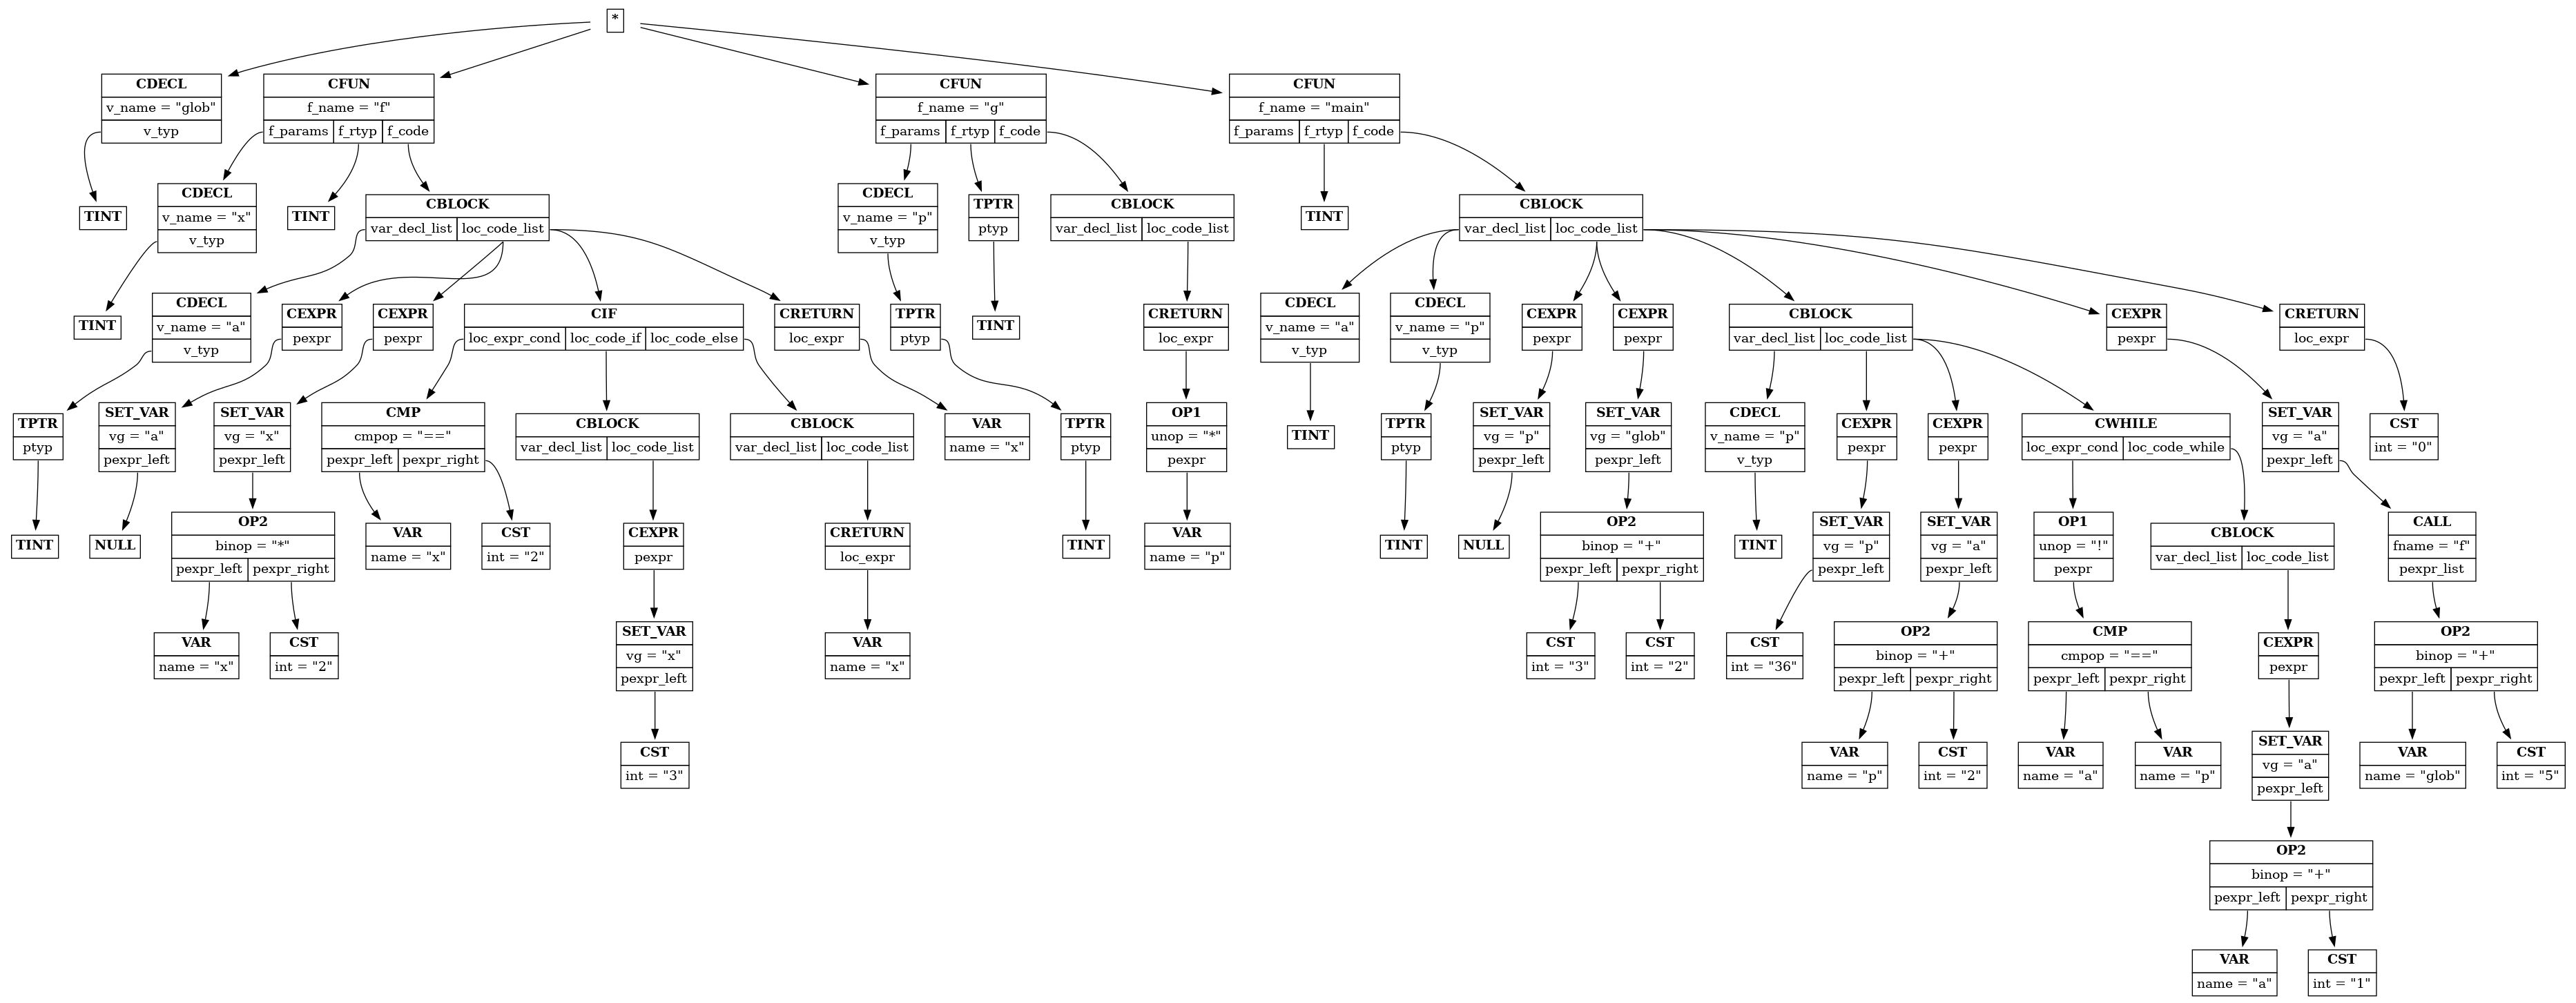 *
CDECL
v_name = "glob"
v_typ
CFUN
f_name = "f"
f_params f_rtyp f_code
CFUN
f_name = "g"
f_params f_rtyp f_code
CFUN
f_name = "main"
f_params f_rtyp f_code
TINT
CDECL
v_name = "x"
v_typ
TINT
CBLOCK
var_decl_list loc_code_list
CDECL
v_name = "p"
v_typ
TPTR
ptyp
CBLOCK
var_decl_list loc_code_list
TINT
CBLOCK
var_decl_list loc_code_list
TINT
CDECL
v_name = "a"
v_typ
CEXPR
pexpr
CEXPR
pexpr
CIF
loc_expr_cond loc_code_if loc_code_else
CRETURN
loc_expr
TPTR
ptyp
TINT
CRETURN
loc_expr
CDECL
v_name = "a"
v_typ
CDECL
v_name = "p"
v_typ
CEXPR
pexpr
CEXPR
pexpr
CBLOCK
var_decl_list loc_code_list
CEXPR
pexpr
CRETURN
loc_expr
TPTR
ptyp
SET_VAR
vg = "a"
pexpr_left
SET_VAR
vg = "x"
pexpr_left
CMP
cmpop = "=="
pexpr_left pexpr_right
CBLOCK
var_decl_list loc_code_list
CBLOCK
var_decl_list loc_code_list
VAR
name = "x"
TPTR
ptyp
OP1
unop = "*"
pexpr
TINT
TPTR
ptyp
SET_VAR
vg = "p"
pexpr_left
SET_VAR
vg = "glob"
pexpr_left
CDECL
v_name = "p"
v_typ
CEXPR
pexpr
CEXPR
pexpr
CWHILE
loc_expr_cond loc_code_while
SET_VAR
vg = "a"
pexpr_left
CST
int = "0"
TINT
NULL
OP2
binop = "*"
pexpr_left pexpr_right
VAR
name = "x"
CST
int = "2"
CEXPR
pexpr
CRETURN
loc_expr
TINT
VAR
name = "p"
TINT
NULL
OP2
binop = "+"
pexpr_left pexpr_right
TINT
SET_VAR
vg = "p"
pexpr_left
SET_VAR
vg = "a"
pexpr_left
OP1
unop = "!"
pexpr
CBLOCK
var_decl_list loc_code_list
CALL
fname = "f"
pexpr_list
VAR
name = "x"
CST
int = "2"
SET_VAR
vg = "x"
pexpr_left
VAR
name = "x"
CST
int = "3"
CST
int = "2"
CST
int = "36"
OP2
binop = "+"
pexpr_left pexpr_right
CMP
cmpop = "=="
pexpr_left pexpr_right
CEXPR
pexpr
OP2
binop = "+"
pexpr_left pexpr_right
CST
int = "3"
VAR
name = "p"
CST
int = "2"
VAR
name = "a"
VAR
name = "p"
SET_VAR
vg = "a"
pexpr_left
VAR
name = "glob"
CST
int = "5"
OP2
binop = "+"
pexpr_left pexpr_right
VAR
name = "a"
CST
int = "1"